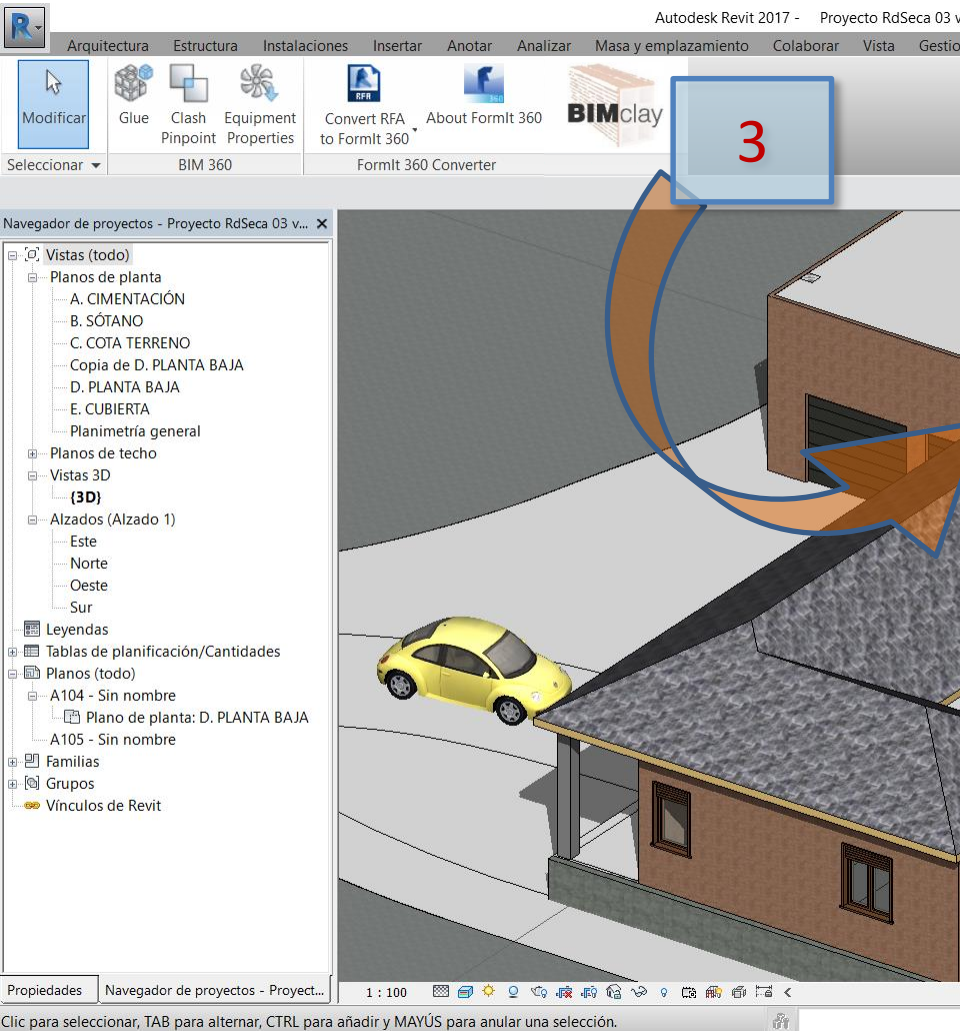 Autodesk Revit 2017 - Proyecto RdSeca 03 v
R
Arquitectura Estructura Instalaciones Insertar Anotar Analizar Masa y emplazamiento Colaborar Vista Gestio
Modificar
Glue
Clash
Pinpoint
Equipment
Properties
RFA
Convert RFA
to FormIt 360
360
About FormIt 360
BIMclay
3
Seleccionar
BIM 360
FormIt 360 Converter
Navegador de proyectos - Proyecto RdSeca 03 v...
Vistas (todo)
Planos de planta
A. CIMENTACIÓN
B. SÓTANO
C. COTA TERRENO
Copia de D. PLANTA BAJA
D. PLANTA BAJA
E. CUBIERTA
Planimetría general
Planos de techo
Vistas 3D
{3D}
Alzados (Alzado 1)
Este
Norte
Oeste
Sur
Leyendas
Tablas de planificación/Cantidades
Planos (todo)
A104 - Sin nombre
Plano de planta: D. PLANTA BAJA
A105 - Sin nombre
Familias
Grupos
Vínculos de Revit
Propiedades
Navegador de proyectos - Proyect...
1 : 100
Clic para seleccionar, TAB para alternar, CTRL para añadir y MAYÚS para anular una selección.